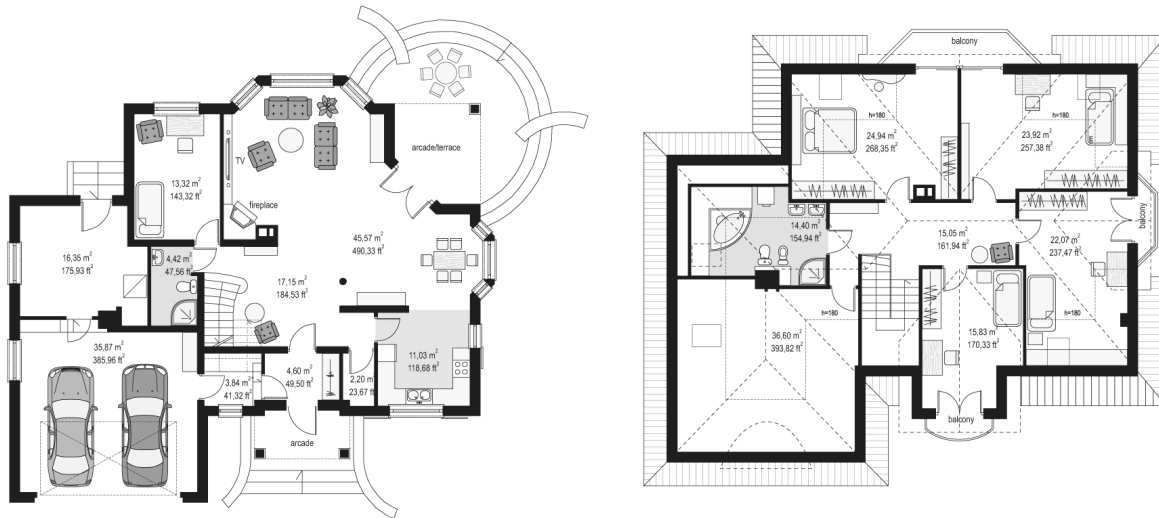 balcony
arcade/terrace
TV
13,32 m²
143,32 ft²
fireplace
45,57 m²
490,33 ft²
16,35 m²
175,93 ft²
4,42 m²
47,56 ft²
17,15 m²
184,53 ft²
35,87 m²
385,96 ft²
11,03 m²
118,68 ft²
3,84 m²
41,32 ft²
4,60 m²
49,50 ft²
2,20 m²
23,67 ft²
arcade
h=180
24,94 m²
268,35 ft²
h=180
23,92 m²
257,38 ft²
balcony
14,40 m²
154,94 ft²
15,05 m²
161,94 ft²
22,07 m²
237,47 ft²
h=180
h=180
36,60 m²
393,82 ft²
15,83 m²
170,33 ft²
balcony